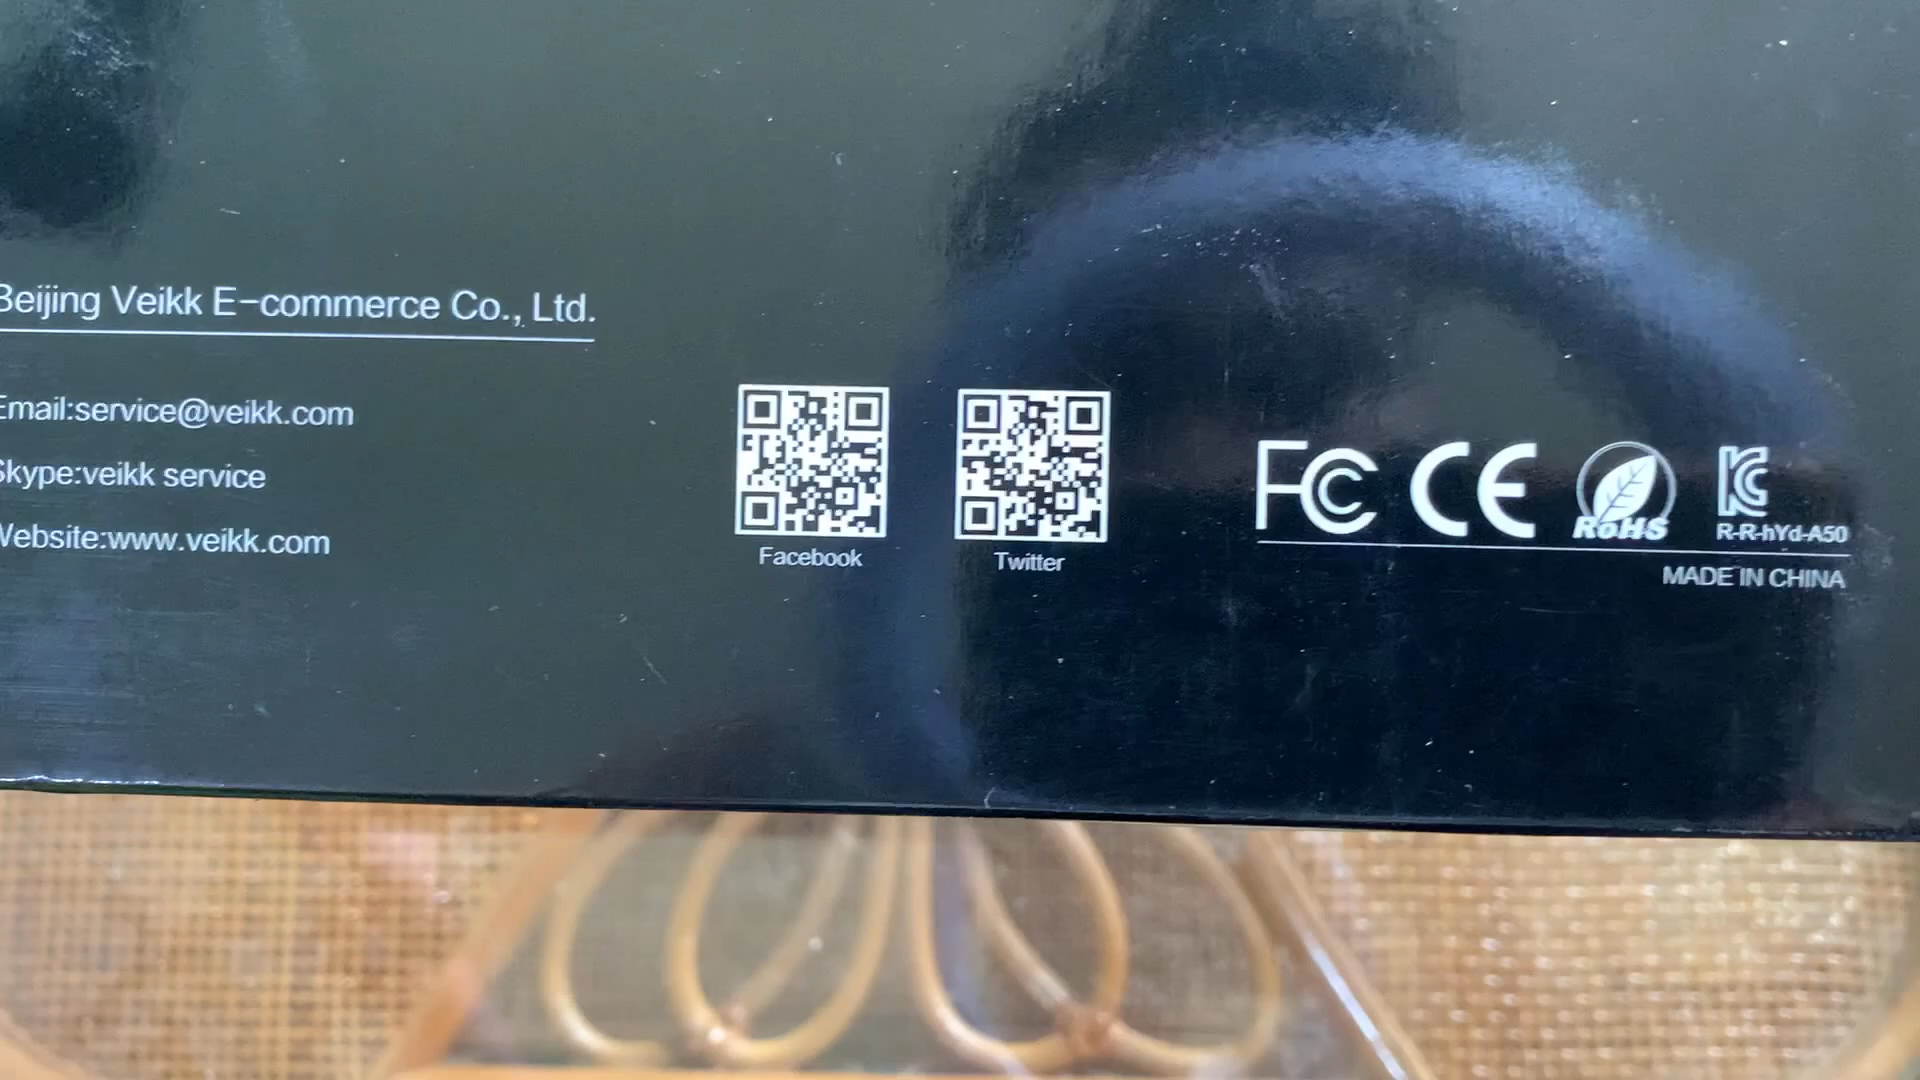 Beijing Veikk E-commerce Co., Ltd.
Email:service@veikk.com
Skype:veikk service
Website:www.veikk.com
Facebook
Twitter
FC CE RoHS KC
R-R-hYd-A50
MADE IN CHINA